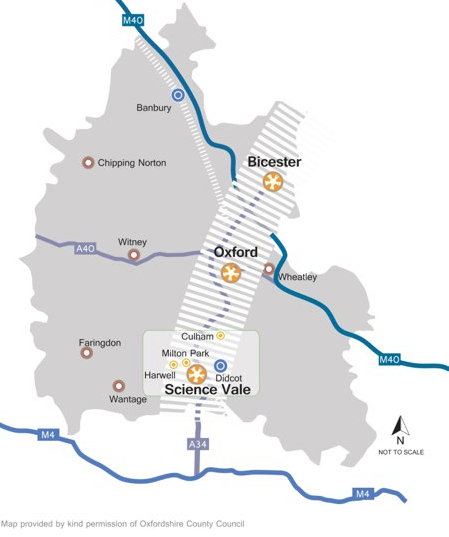 M40
Banbury
Bicester
Chipping Norton
Witney
A40
Oxford
Wheatley
Culham
Faringdon
Milton Park
Harwell
Didcot
Science Vale
Wantage
M40
N
NOT TO SCALE
M4
A34
M4
Map provided by kind permission of Oxfordshire County Council